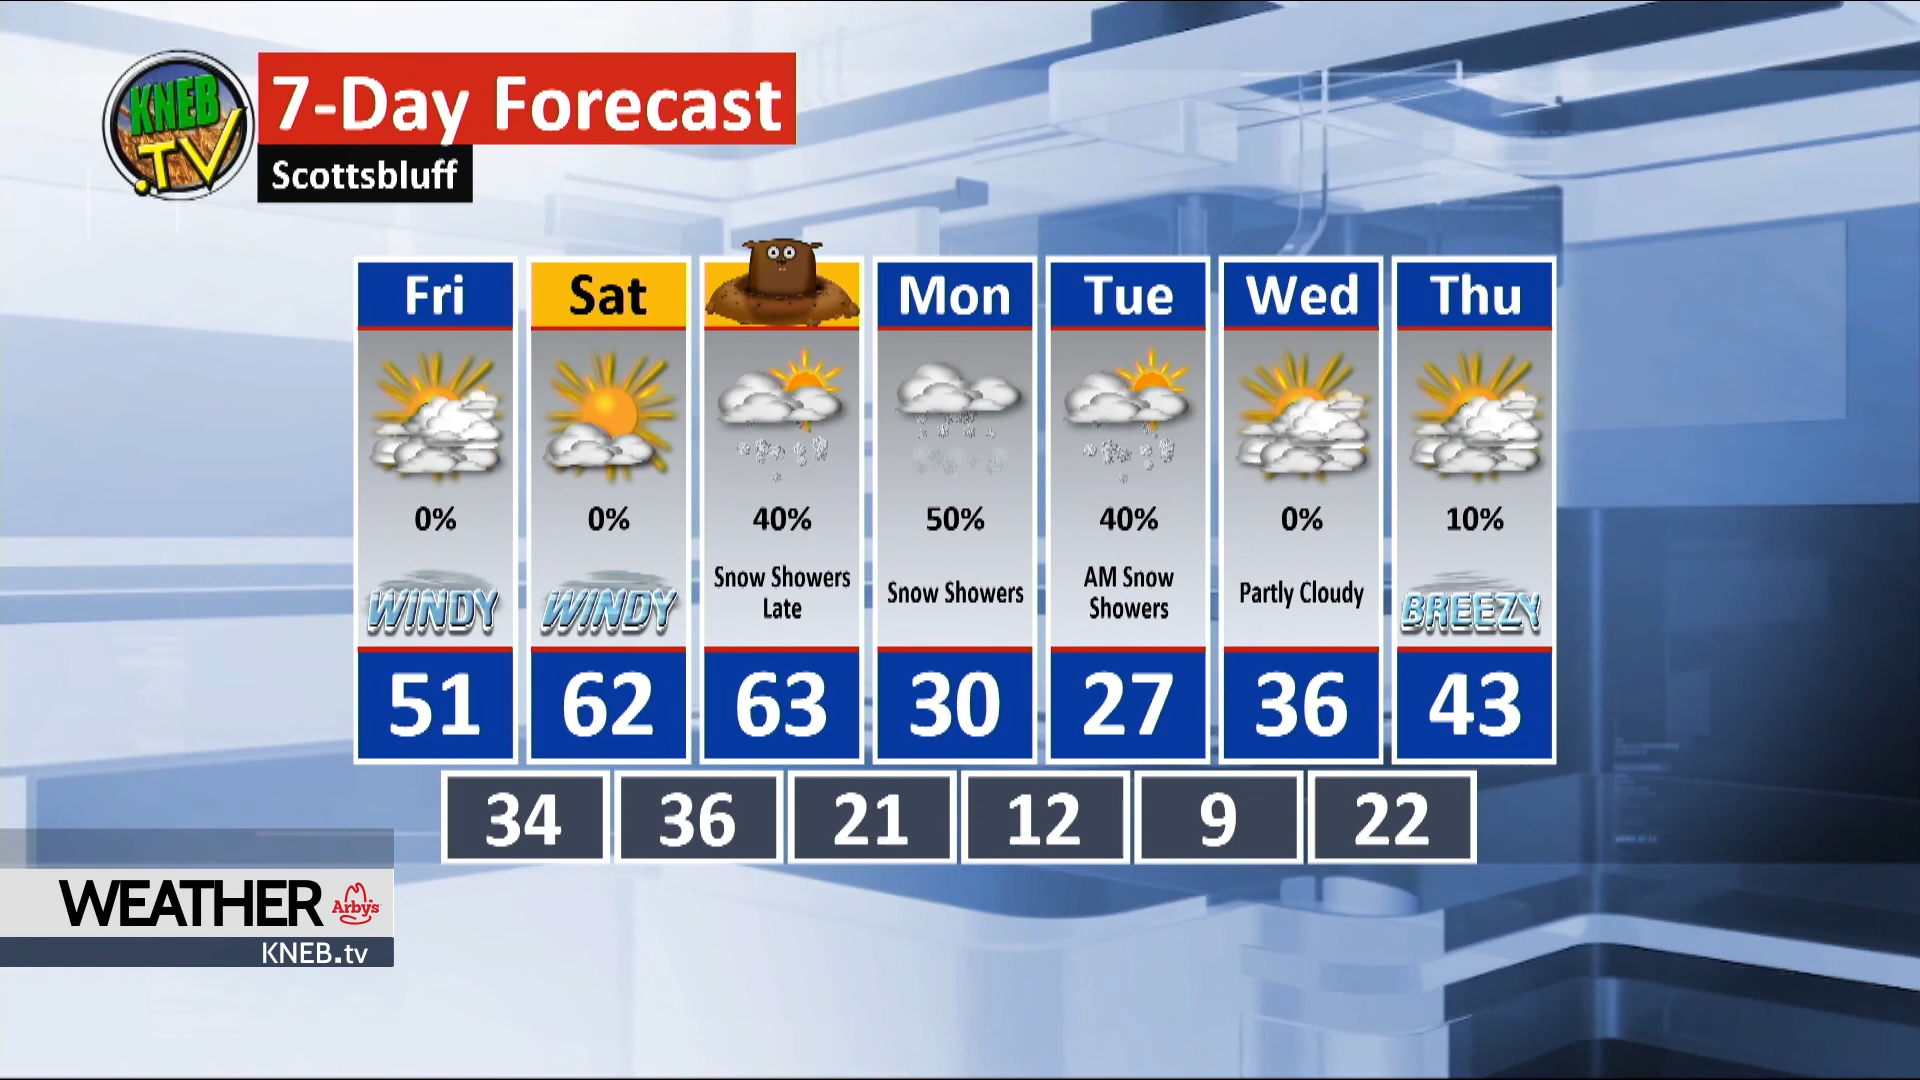 KNEB
.TV
7-Day Forecast
Scottsbluff
Fri Sat Mon Tue Wed Thu
0% 0% 40% 50% 40% 0% 10%
WINDY WINDY Snow Showers
Late Snow Showers AM Snow
Showers Partly Cloudy BREEZY
51 62 63 30 27 36 43
34 36 21 12 9 22
WEATHER Arby's
KNEB.tv